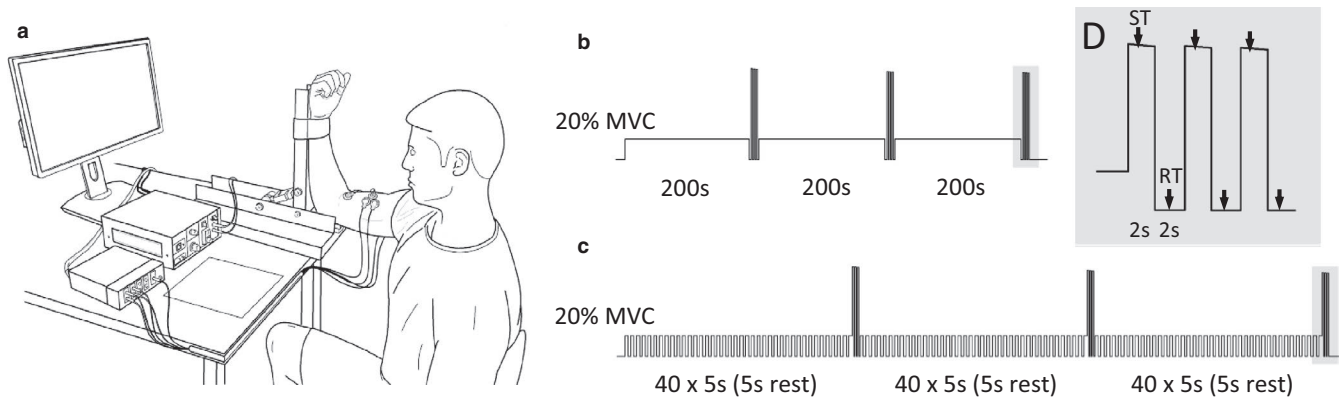 a
b
20% MVC
200s 200s 200s
c
20% MVC
40 x 5s (5s rest) 40 x 5s (5s rest) 40 x 5s (5s rest)
D
ST
RT
2s 2s